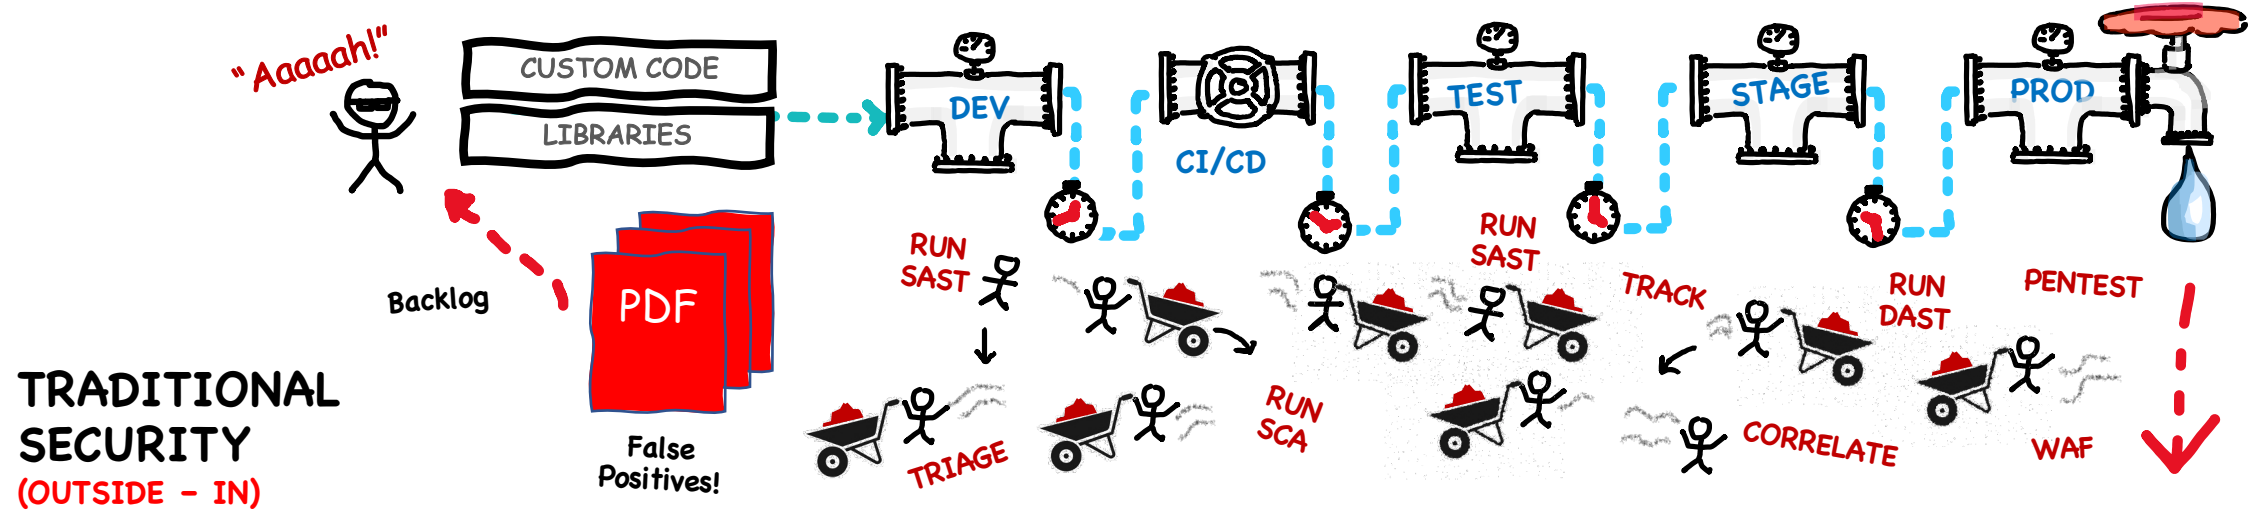 "Aaaaah!"
CUSTOM CODE
LIBRARIES
DEV
CI/CD
TEST
STAGE
PROD
RUN
SAST
RUN
SAST
TRACK
RUN
DAST
PENTEST
Backlog
PDF
False
Positives!
TRIAGE
RUN
SCA
CORRELATE
WAF
TRADITIONAL
SECURITY
(OUTSIDE - IN)